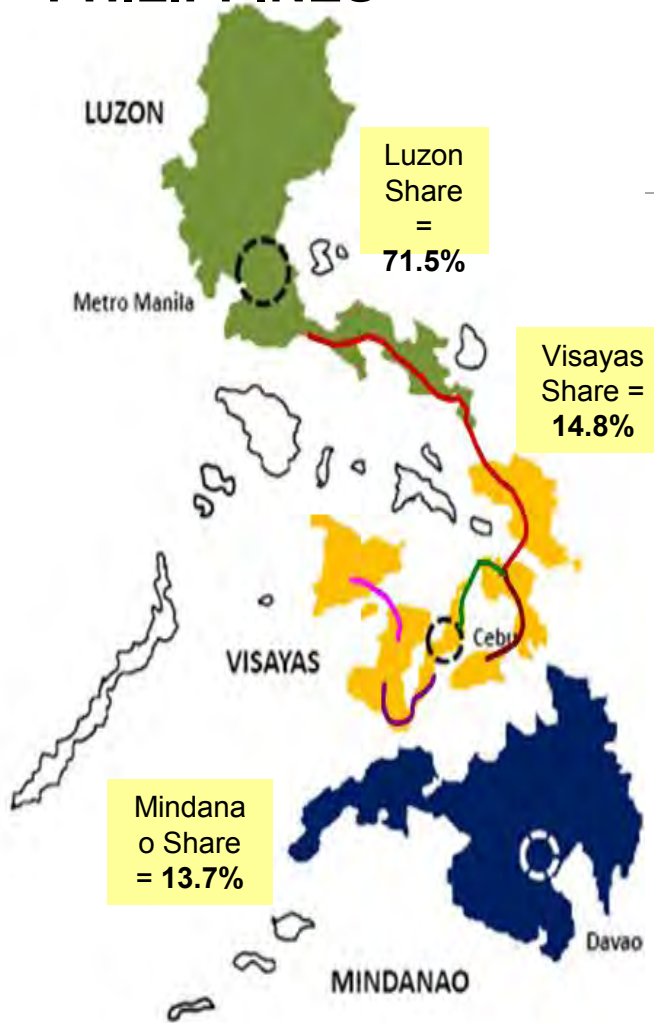 PHILIPPINES
LUZON
Luzon
Share
=
71.5%
Metro Manila
Visayas
Share =
14.8%
Cebu
VISAYAS
Mindana
o Share
= 13.7%
Davao
MINDANAO